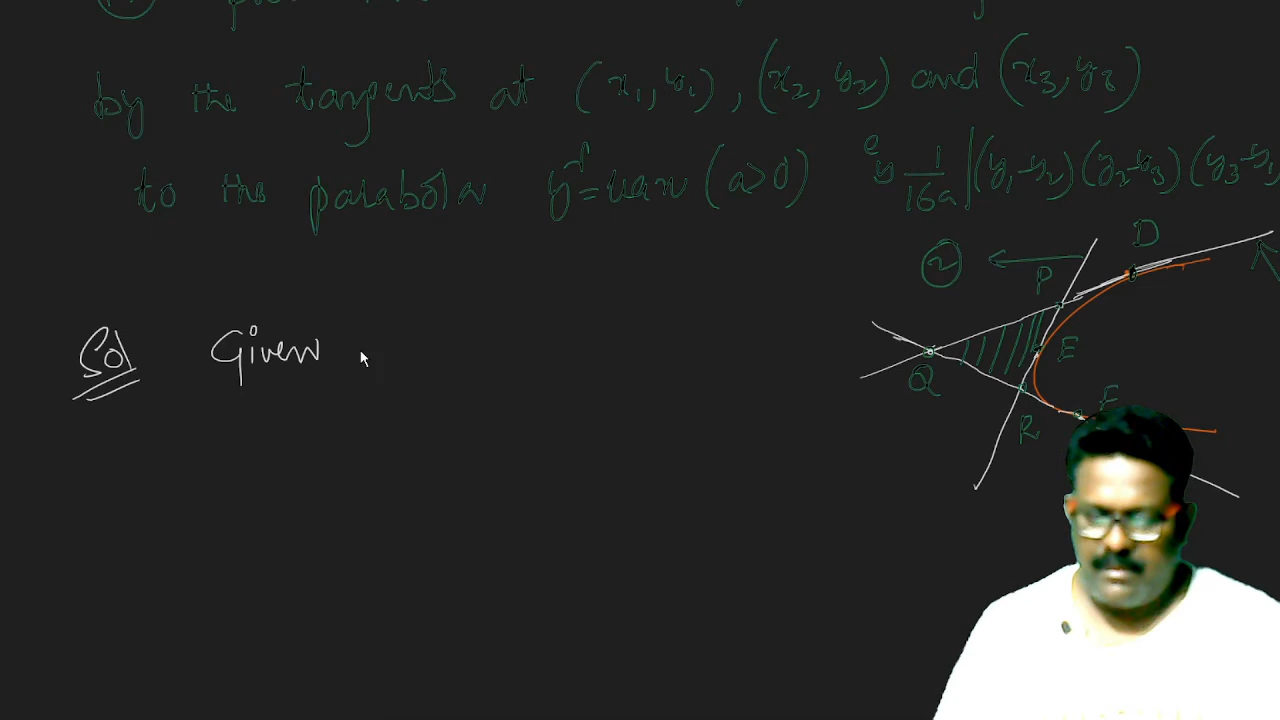 by the tangents at (x₁, y₁), (x₂, y₂) and (x₃, y₃)
to the parabola y² = 4ax (a>0) 1/16a |(y₁-y₂)(y₂-y₃)(y₃-y₁
D
② P
E
Q
F
R
Sol Given